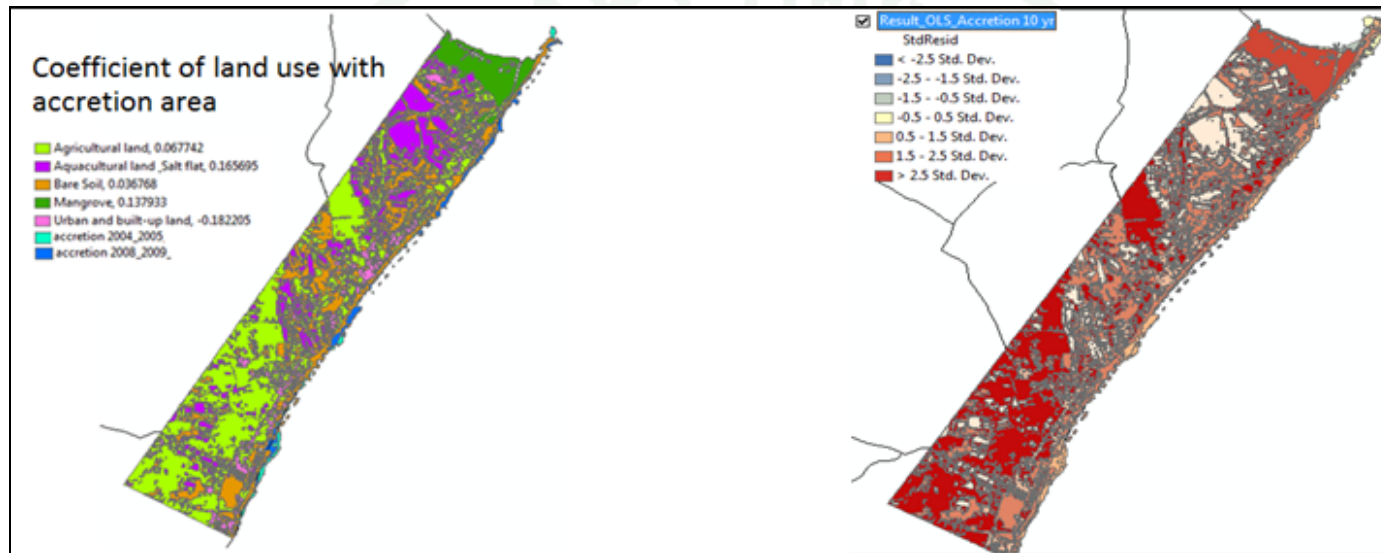 Coefficient of land use with
accretion area
Agricultural land, 0.067742
Aquacultural land _Salt flat, 0.165695
Bare Soil, 0.036768
Mangrove, 0.137933
Urban and built-up land, -0.182205
accretion 2004_2005_
accretion 2008_2009_
Result_OLS_Accretion 10 yr
StdResid
< -2.5 Std. Dev.
-2.5 - -1.5 Std. Dev.
-1.5 - -0.5 Std. Dev.
-0.5 - 0.5 Std. Dev.
0.5 - 1.5 Std. Dev.
1.5 - 2.5 Std. Dev.
> 2.5 Std. Dev.